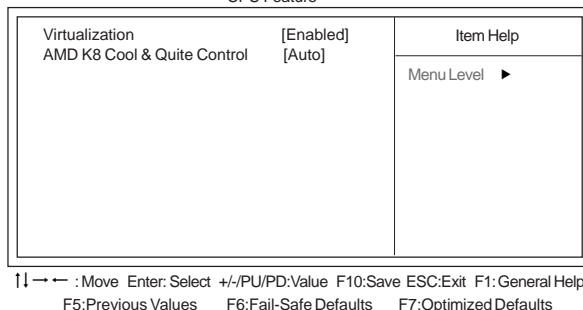 CPU Feature
Virtualization [Enabled]
AMD K8 Cool & Quite Control [Auto]
Item Help
Menu Level ►
↑↓→← : Move Enter: Select +/-/PU/PD:Value F10:Save ESC:Exit F1: General Help
F5:Previous Values F6:Fail-Safe Defaults F7:Optimized Defaults